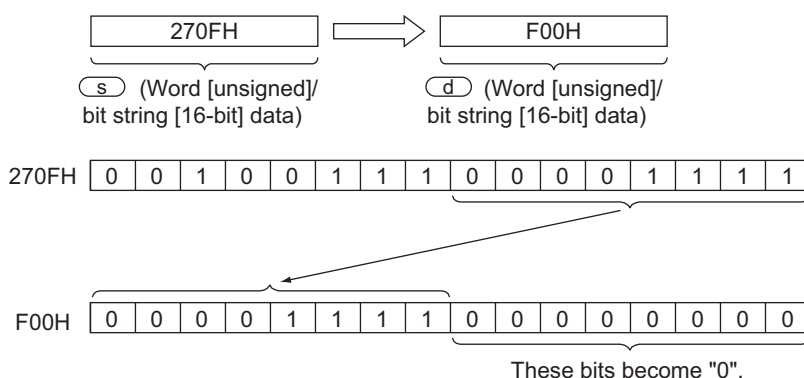 270FH F00H
s (Word [unsigned]/ d (Word [unsigned]/
bit string [16-bit] data) bit string [16-bit] data)
270FH 0 0 1 0 0 1 1 1 0 0 0 0 1 1 1 1
F00H 0 0 0 0 1 1 1 1 0 0 0 0 0 0 0 0
These bits become "0".